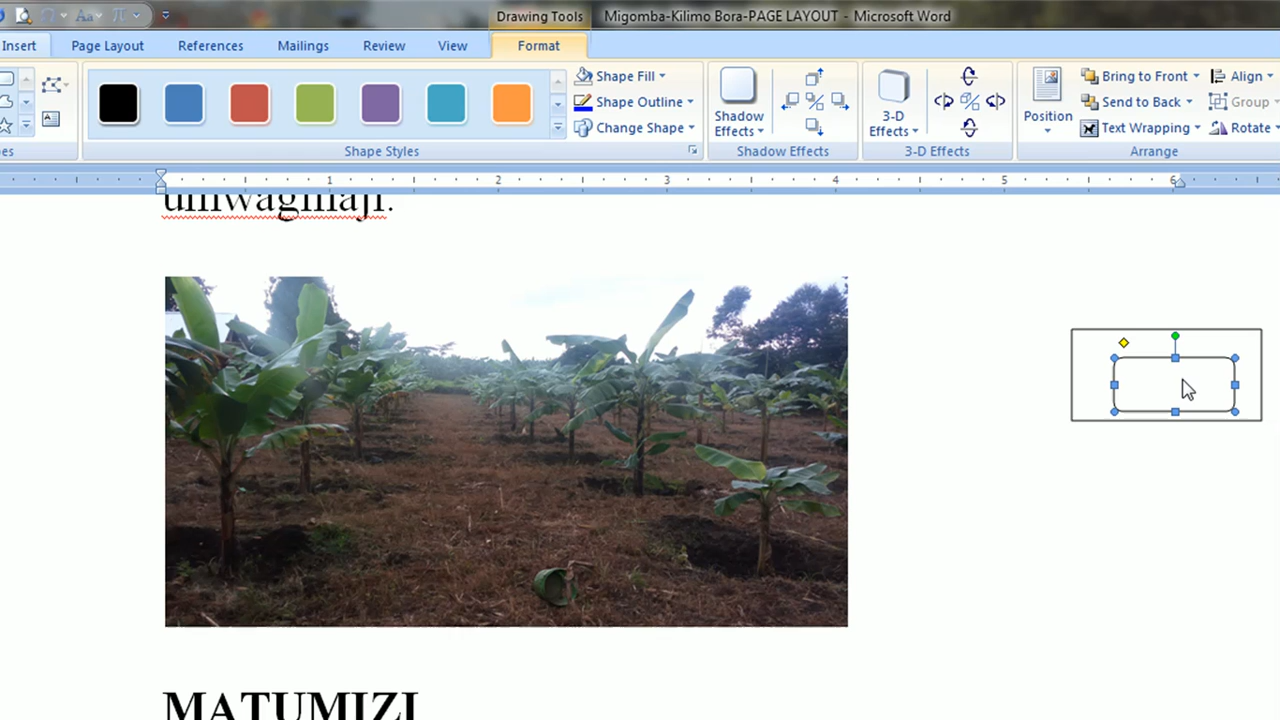 Drawing Tools
Migomba-Kilimo Bora-PAGE LAYOUT - Microsoft Word
Insert
Page Layout
References
Mailings
Review
View
Format
Shape Fill
Shape Outline
Change Shape
Shadow
Effects
3-D
Effects
Position
Bring to Front
Send to Back
Text Wrapping
Align
Group
Rotate
pes
Shape Styles
Shadow Effects
3-D Effects
Arrange
1
2
3
4
5
6
umwagiliaji.
MATUMIZI